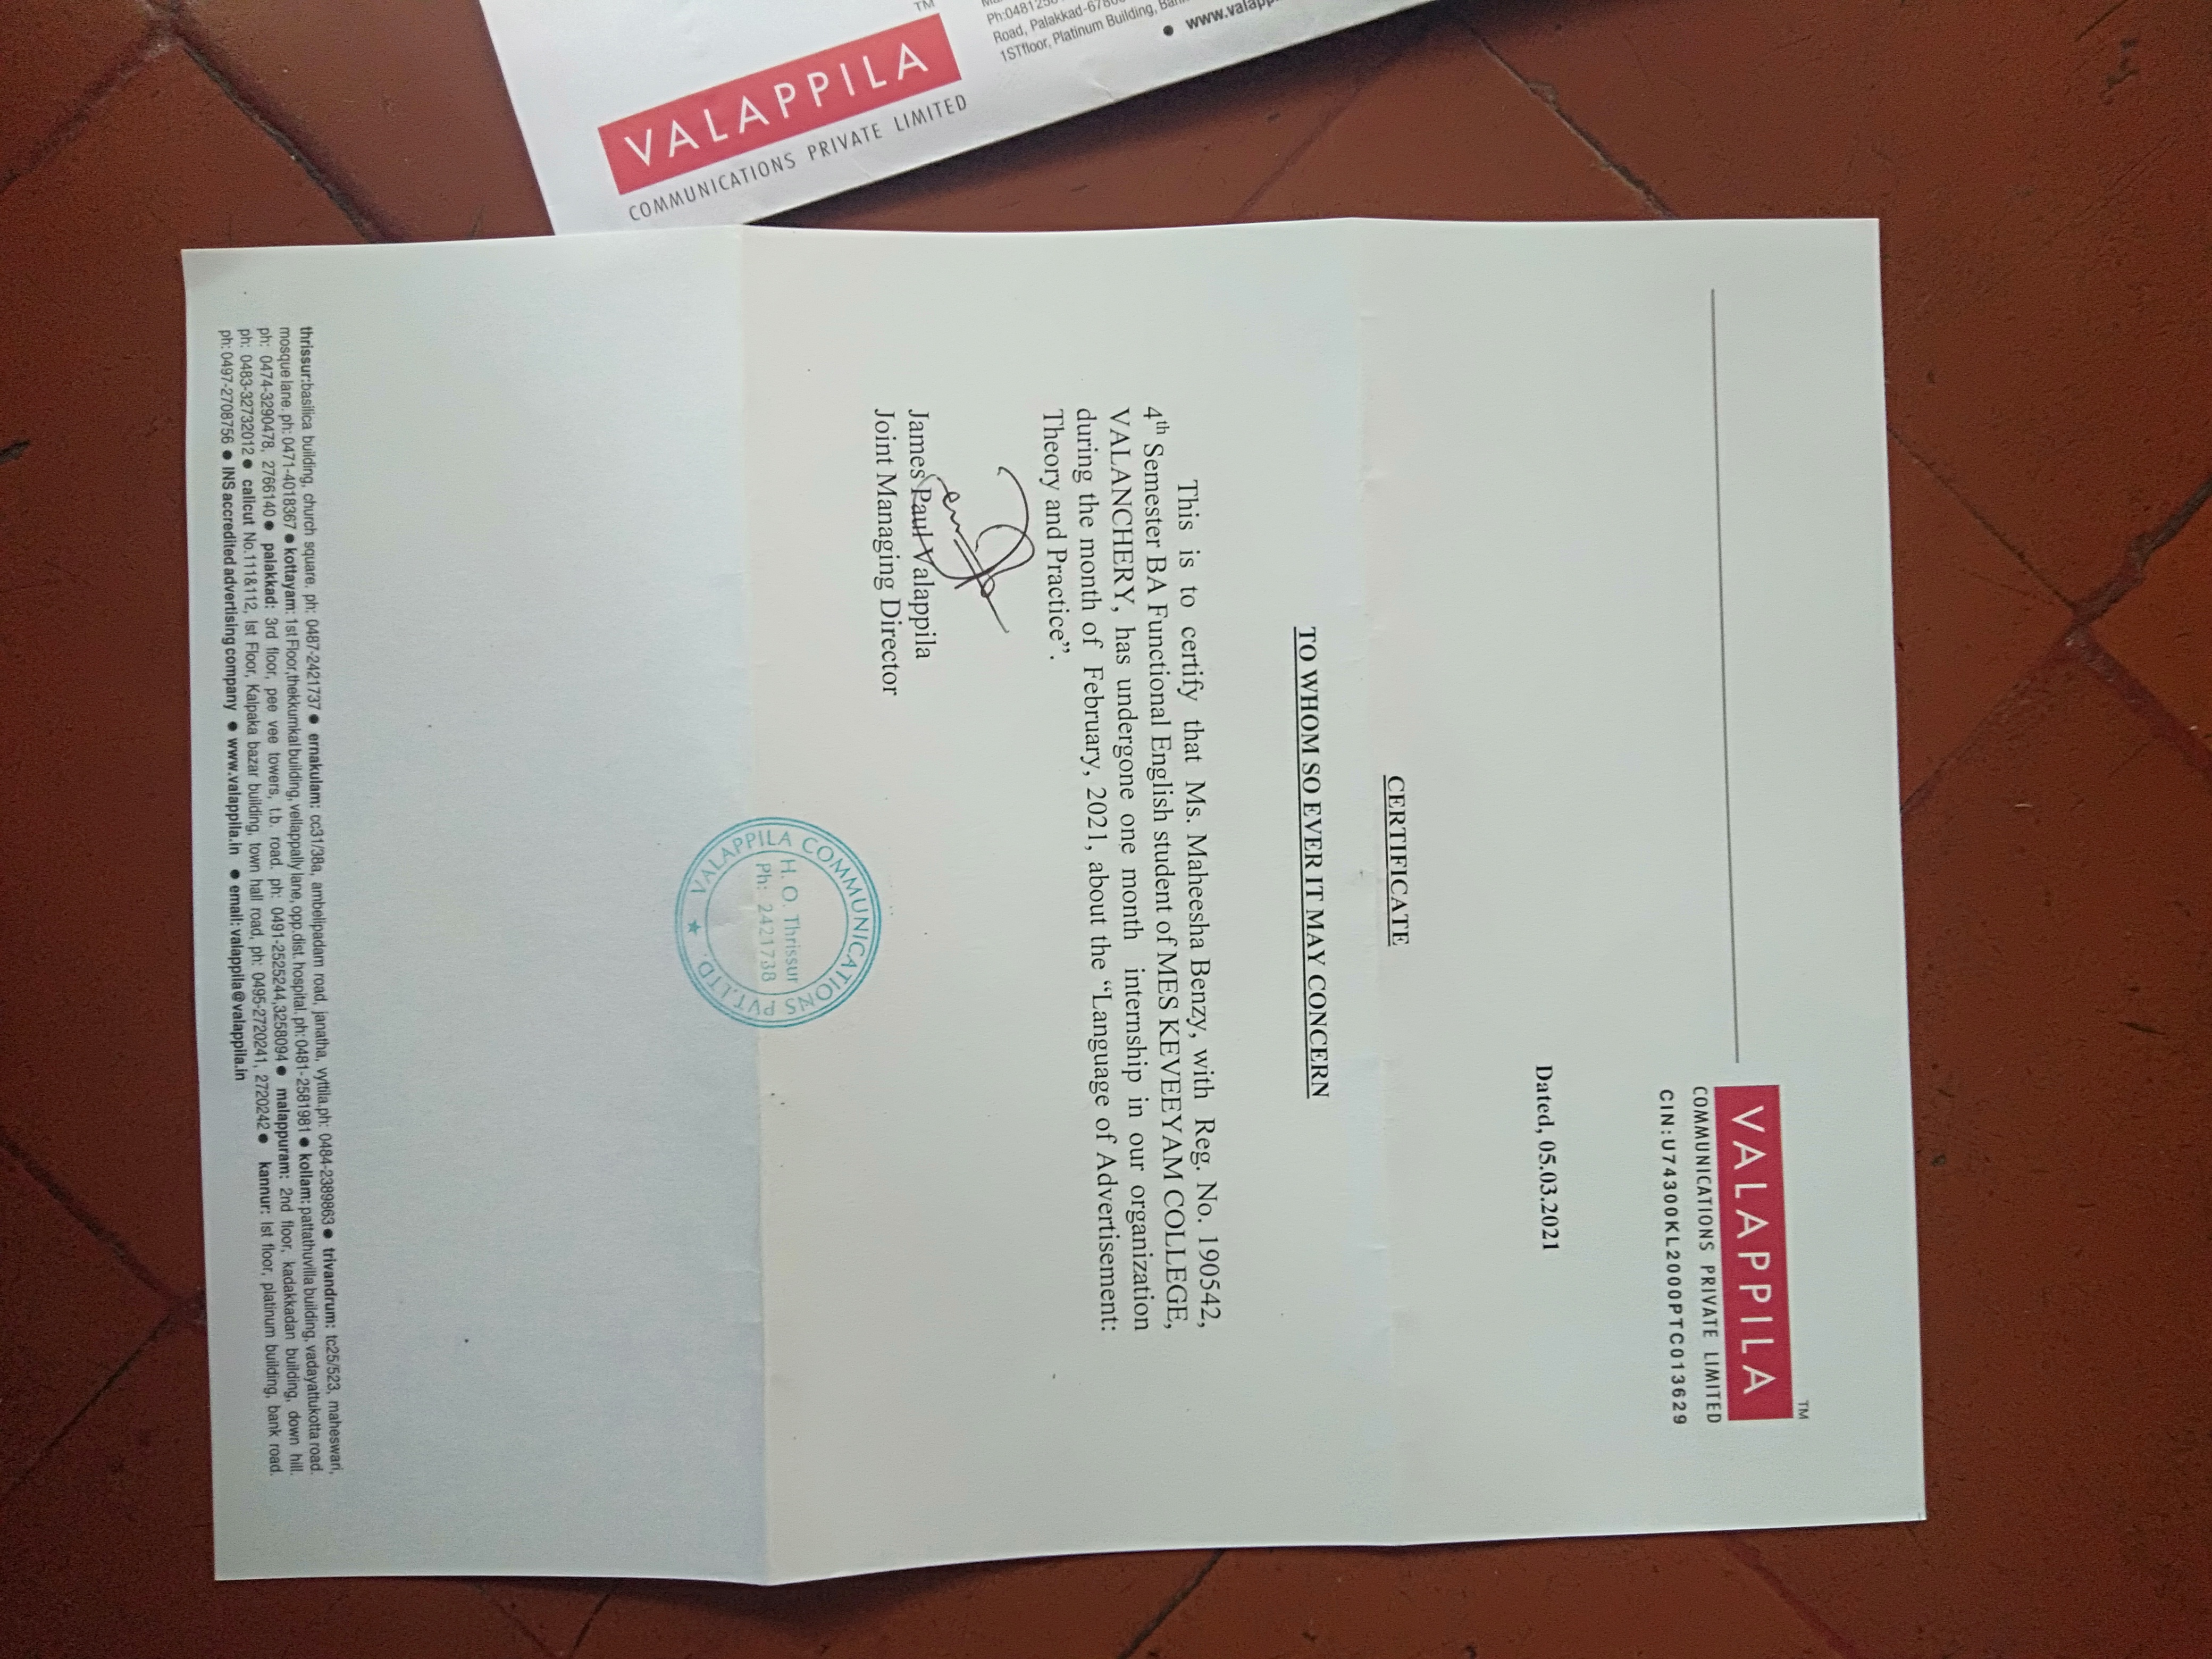 TM
VALAPPILA
COMMUNICATIONS PRIVATE LIMITED
Road, Palakkad-
1STfloor, Platinum Building,
● www.
VALAPPILA
TM
COMMUNICATIONS PRIVATE LIMITED
CIN:U74300KL2000PTC013629
Dated, 05.03.2021
CERTIFICATE
TO WHOM SO EVER IT MAY CONCERN
This is to certify that Ms. Maheesha Benzy, with Reg. No. 190542,
4th Semester BA Functional English student of MES KEVEEYAM COLLEGE,
VALANCHERY, has undergone one month internship in our organization
during the month of February, 2021, about the “Language of Advertisement:
Theory and Practice”.
James Paul Valappila
Joint Managing Director
VALAPPILA COMMUNICATIONS PVT.LTD.
H. O. Thrissur
Ph: 2421738
★
thrissur:basilica building, church square. ph: 0487-2421737 ● ernakulam: cc31/38a, ambelipadam road, janatha, vyttila.ph: 0484-2389863 ● trivandrum: tc25/523, maheswari,
mosque lane. ph: 0471-4018367 ● kottayam: 1st Floor,thekkumkal building, vellappally lane, opp.dist. hospital. ph: 0481- 2581981 ● kollam: pattathuvilla building, vadayattukotta road.
ph: 0474-3290478, 2766140 ● palakkad: 3rd floor, pee vee towers, t.b. road. ph: 0491-2525244,3258094 ● malappuram: 2nd floor, kadakkadan building, down hill.
ph: 0483-32732012 ● calicut No.111&112, Ist Floor, Kalpaka bazar building, town hall road, ph: 0495-2720241, 2720242 ● kannur: Ist floor, platinum building, bank road.
ph: 0497-2708756 ● INS accredited advertising company ● www.valappila.in ● email: valappila@valappila.in